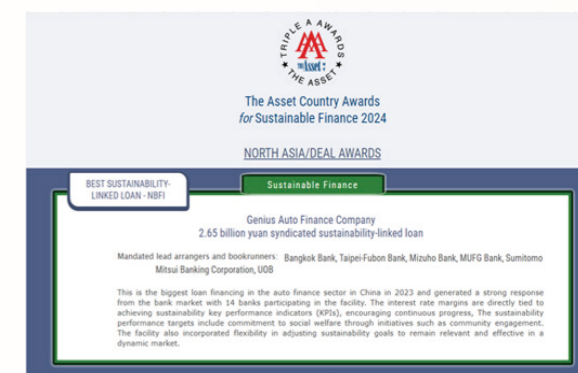 TRIPLE A AWARDS
THE ASSET
The Asset Country Awards
for Sustainable Finance 2024
NORTH ASIA/DEAL AWARDS
BEST SUSTAINABILITY-
LINKED LOAN - NBFI
Sustainable Finance
Genius Auto Finance Company
2.65 billion yuan syndicated sustainability-linked loan
Mandated lead arrangers and bookrunners: Bangkok Bank, Taipei-Fubon Bank, Mizuho Bank, MUFG Bank, Sumitomo
Mitsui Banking Corporation, UOB
This is the biggest loan financing in the auto finance sector in China in 2023 and generated a strong response
from the bank market with 14 banks participating in the facility. The interest rate margins are directly tied to
achieving sustainability key performance indicators (KPIs), encouraging continuous progress, The sustainability
performance targets include commitment to social welfare through initiatives such as community engagement.
The facility also incorporated flexibility in adjusting sustainability goals to remain relevant and effective in a
dynamic market.